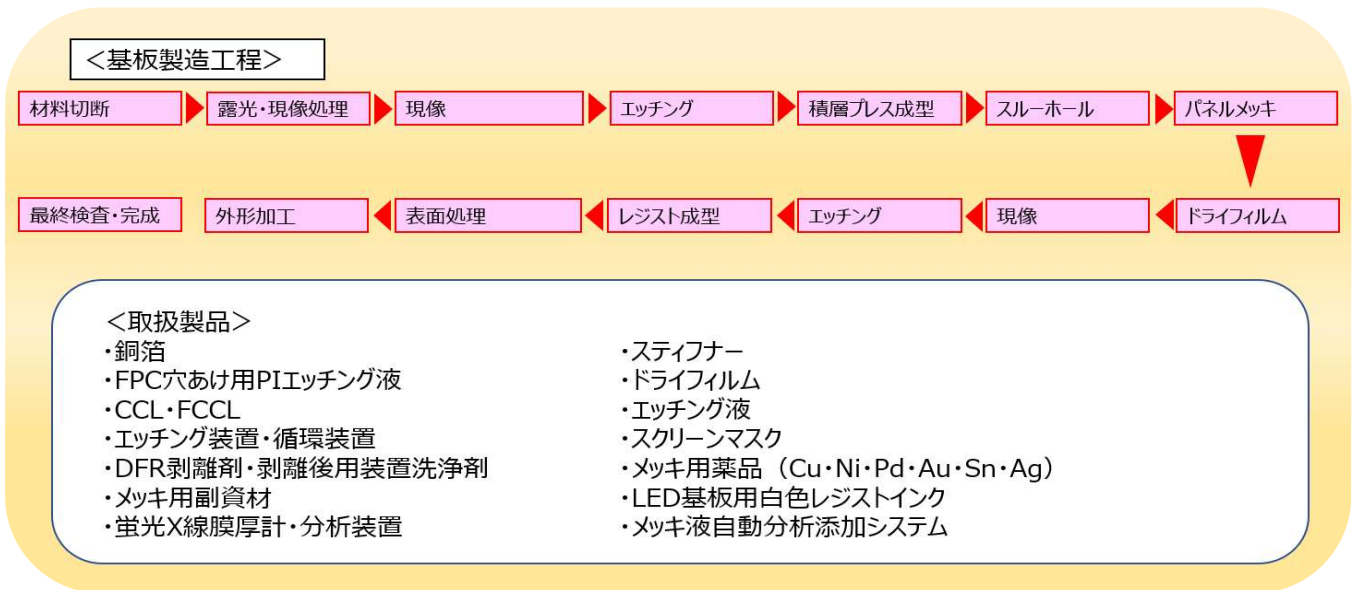 ＜基板製造工程＞
材料切断 露光・現像処理 現像 エッチング 積層プレス成型 スルーホール パネルメッキ
最終検査・完成 外形加工 表面処理 レジスト成型 エッチング 現像 ドライフィルム
＜取扱製品＞
・銅箔
・FPC穴あけ用PIエッチング液
・CCL・FCCL
・エッチング装置・循環装置
・DFR剥離剤・剥離後用装置洗浄剤
・メッキ用副資材
・蛍光X線膜厚計・分析装置
・スティフナー
・ドライフィルム
・エッチング液
・スクリーンマスク
・メッキ用薬品（Cu・Ni・Pd・Au・Sn・Ag）
・LED基板用白色レジストインク
・メッキ液自動分析添加システム